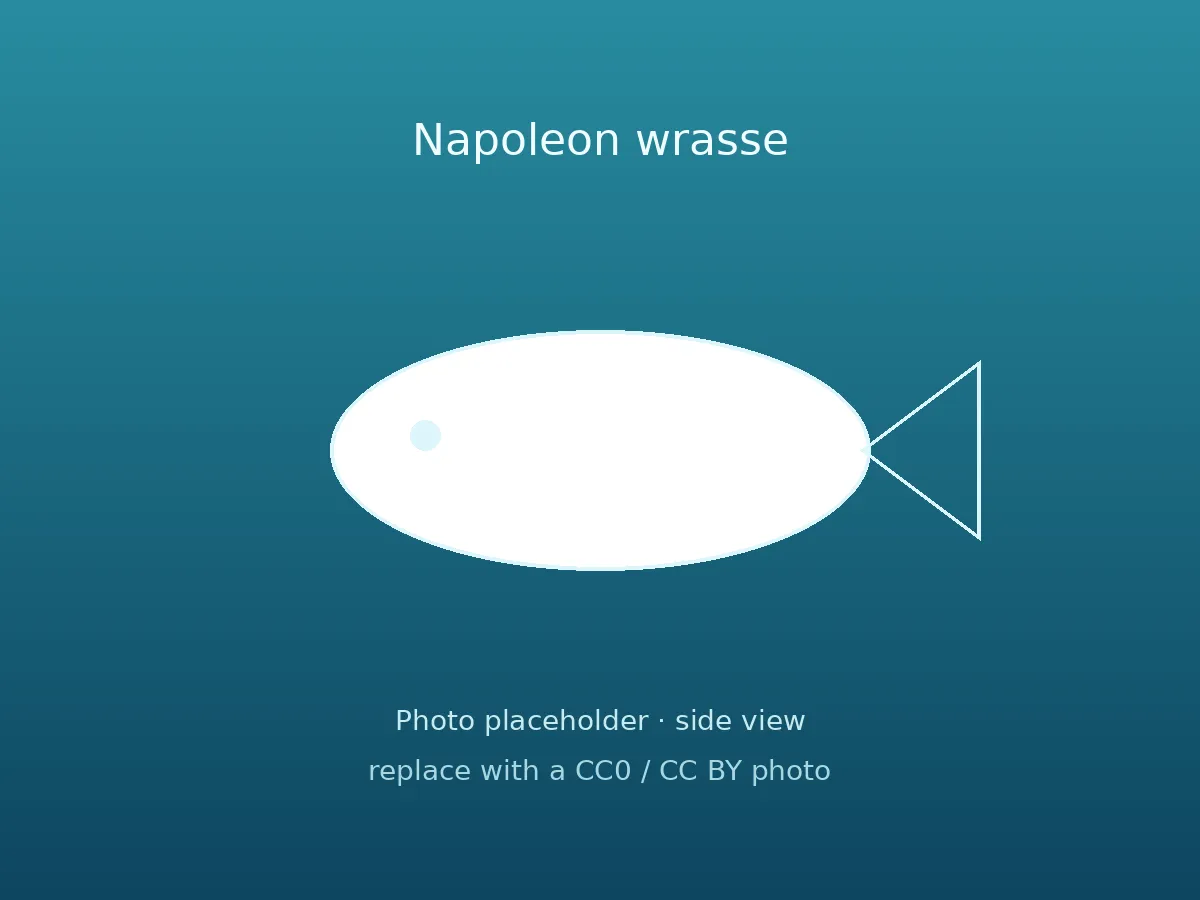 Napoleon wrasse
Photo placeholder · side view
replace with a CC0 / CC BY photo